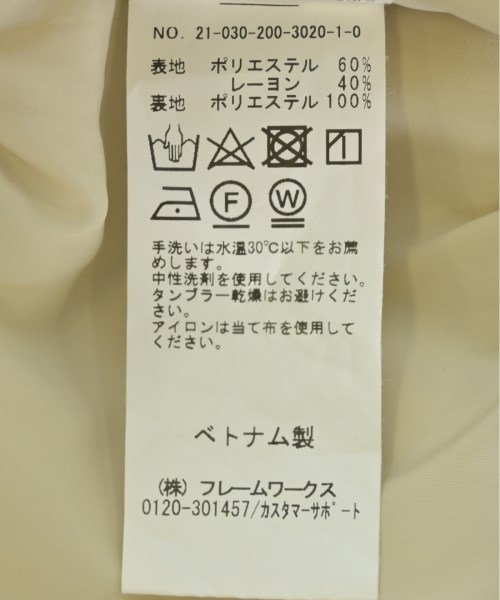 NO. 21-030-200-3020-1-0
表地 ポリエステル 60%
レーヨン 40%
裏地 ポリエステル 100%
F W
手洗いは水温30℃以下をお薦
めします。
中性洗剤を使用してください。
タンブラー乾燥はお避けくだ
さい。
アイロンは当て布を使用して
ください。
ベトナム製
(株) フレームワークス
0120-301457/カスタマーサポート